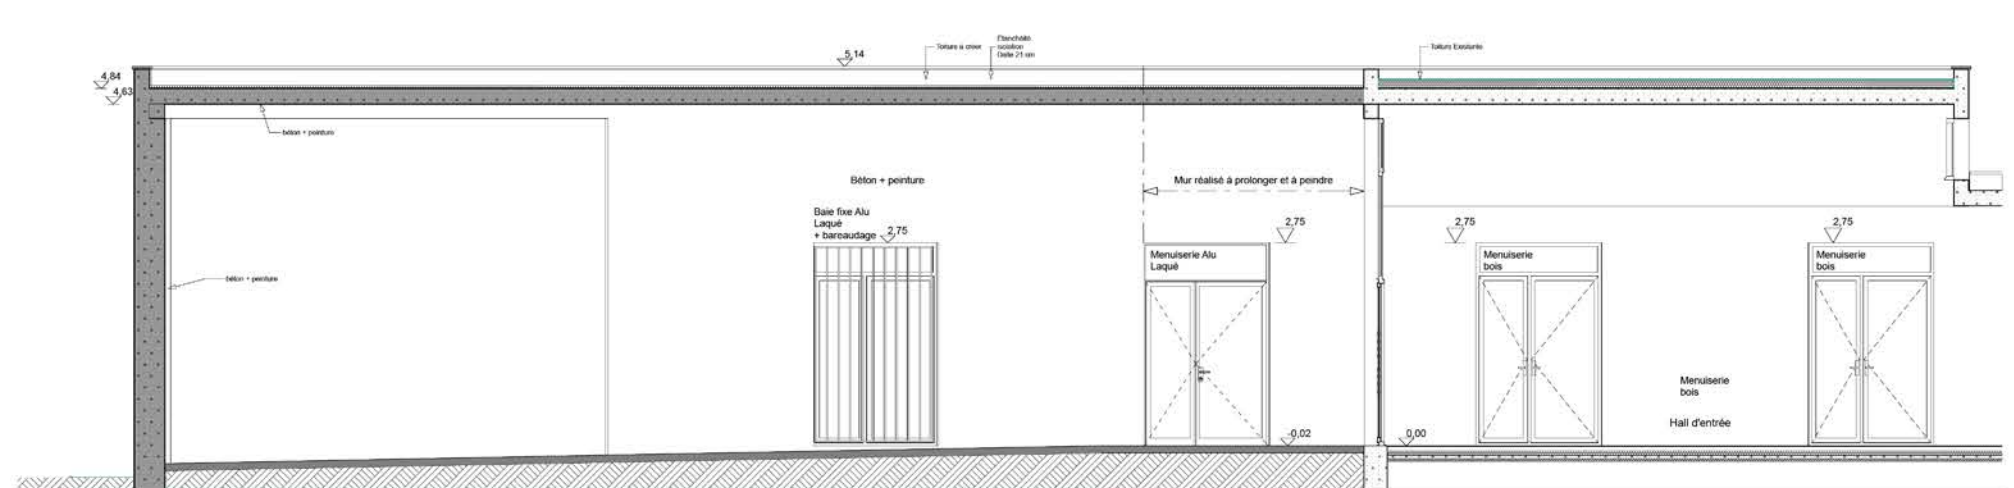 Etanchéité
isolation
Dalle 21 cm
Toiture à créer
Toiture Existante
5,14
4,84
4,63
béton + peinture
Béton + peinture
Mur réalisé à prolonger et à peindre
Baie fixe Alu
Laqué
+ bareaudage
2,75
2,75
2,75
2,75
Menuiserie Alu
Laqué
Menuiserie
bois
Menuiserie
bois
béton + peinture
Menuiserie
bois
Hall d'entrée
-0,02
0,00